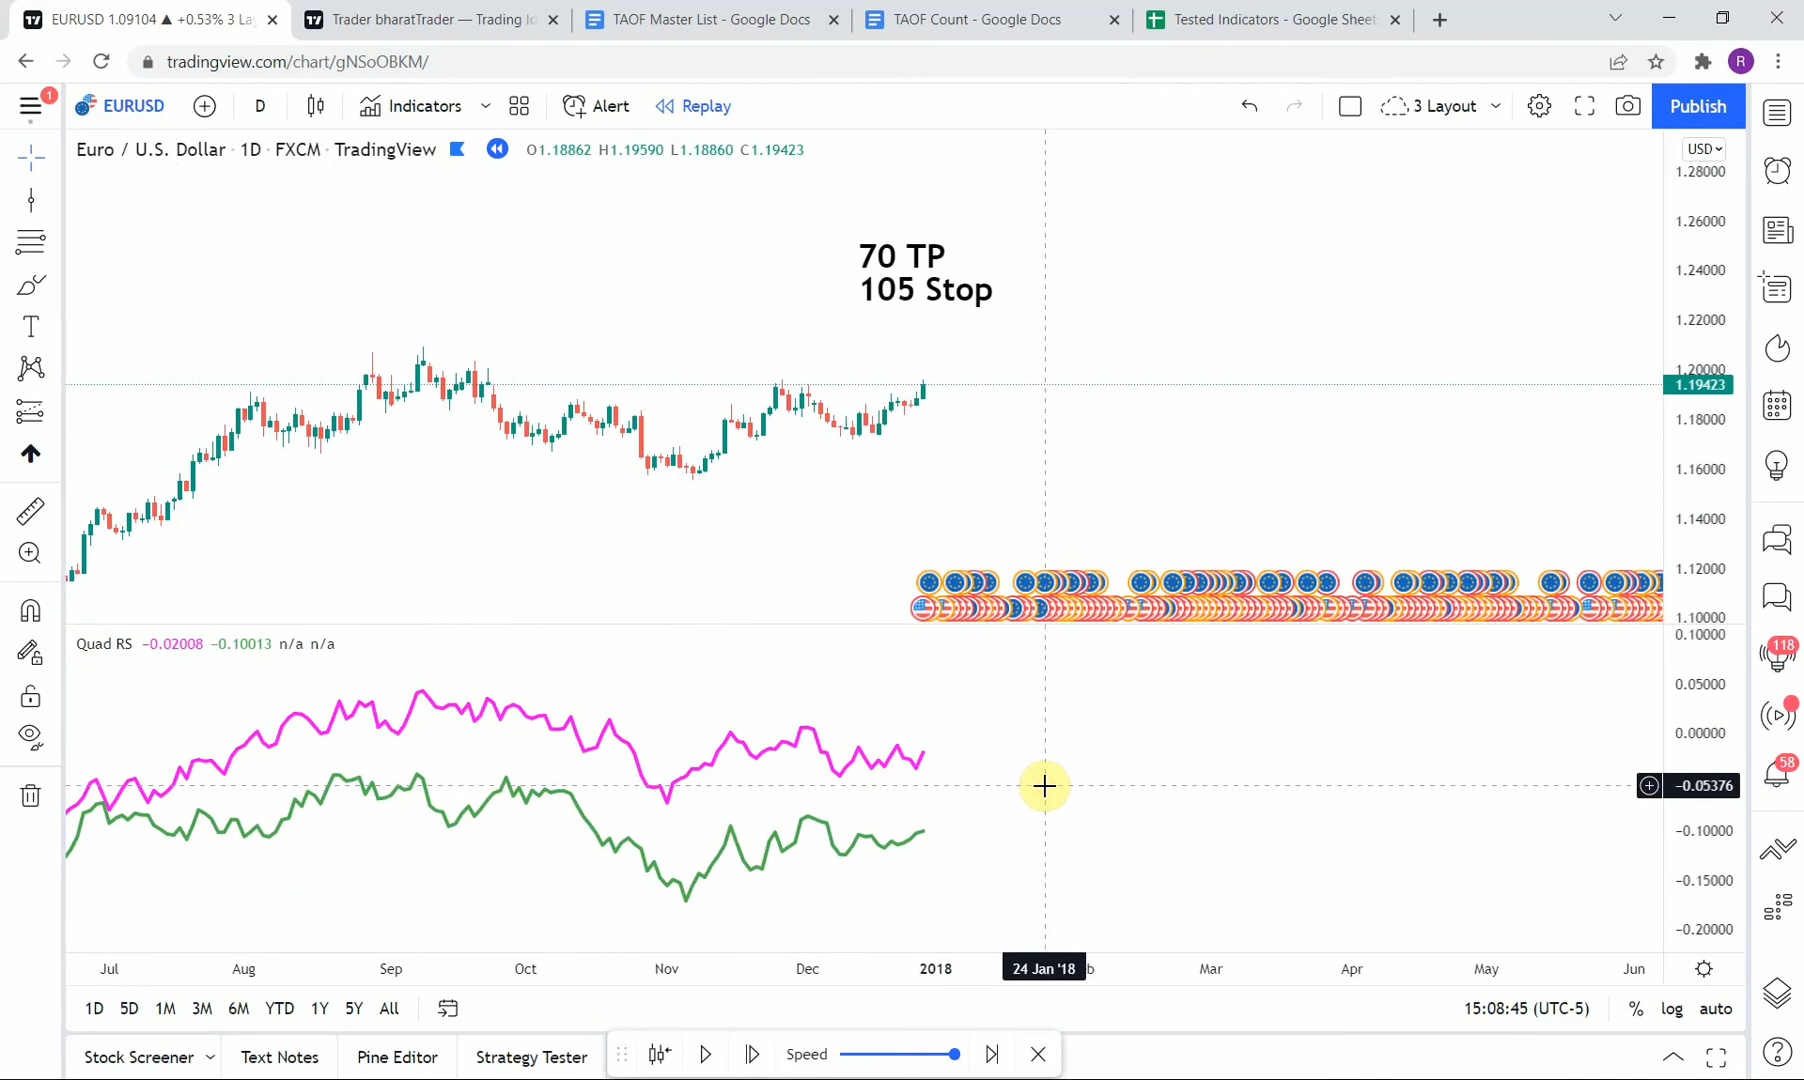 EURUSD 1.09104 ▲ +0.53% 3 La
Trader bharatTrader — Trading Id
TAOF Master List - Google Docs
TAOF Count - Google Docs
Tested Indicators - Google Sheet
tradingview.com/chart/gNSoOBKM/
R
1
EURUSD
D
Indicators
Alert
Replay
3 Layout
Publish
Euro / U.S. Dollar · 1D · FXCM · TradingView
O1.18862 H1.19590 L1.18860 C1.19423
USD
1.28000
1.26000
70 TP
105 Stop
1.24000
1.22000
1.20000
1.19423
1.18000
1.16000
1.14000
1.12000
1.10000
Quad RS -0.02008 -0.10013 n/a n/a
0.10000
0.05000
0.00000
-0.05376
-0.10000
-0.15000
-0.20000
118
58
Jul Aug Sep Oct Nov Dec 2018 24 Jan '18 b Mar Apr May Jun
1D 5D 1M 3M 6M YTD 1Y 5Y All
15:08:45 (UTC-5) % log auto
Stock Screener Text Notes Pine Editor Strategy Tester
Speed